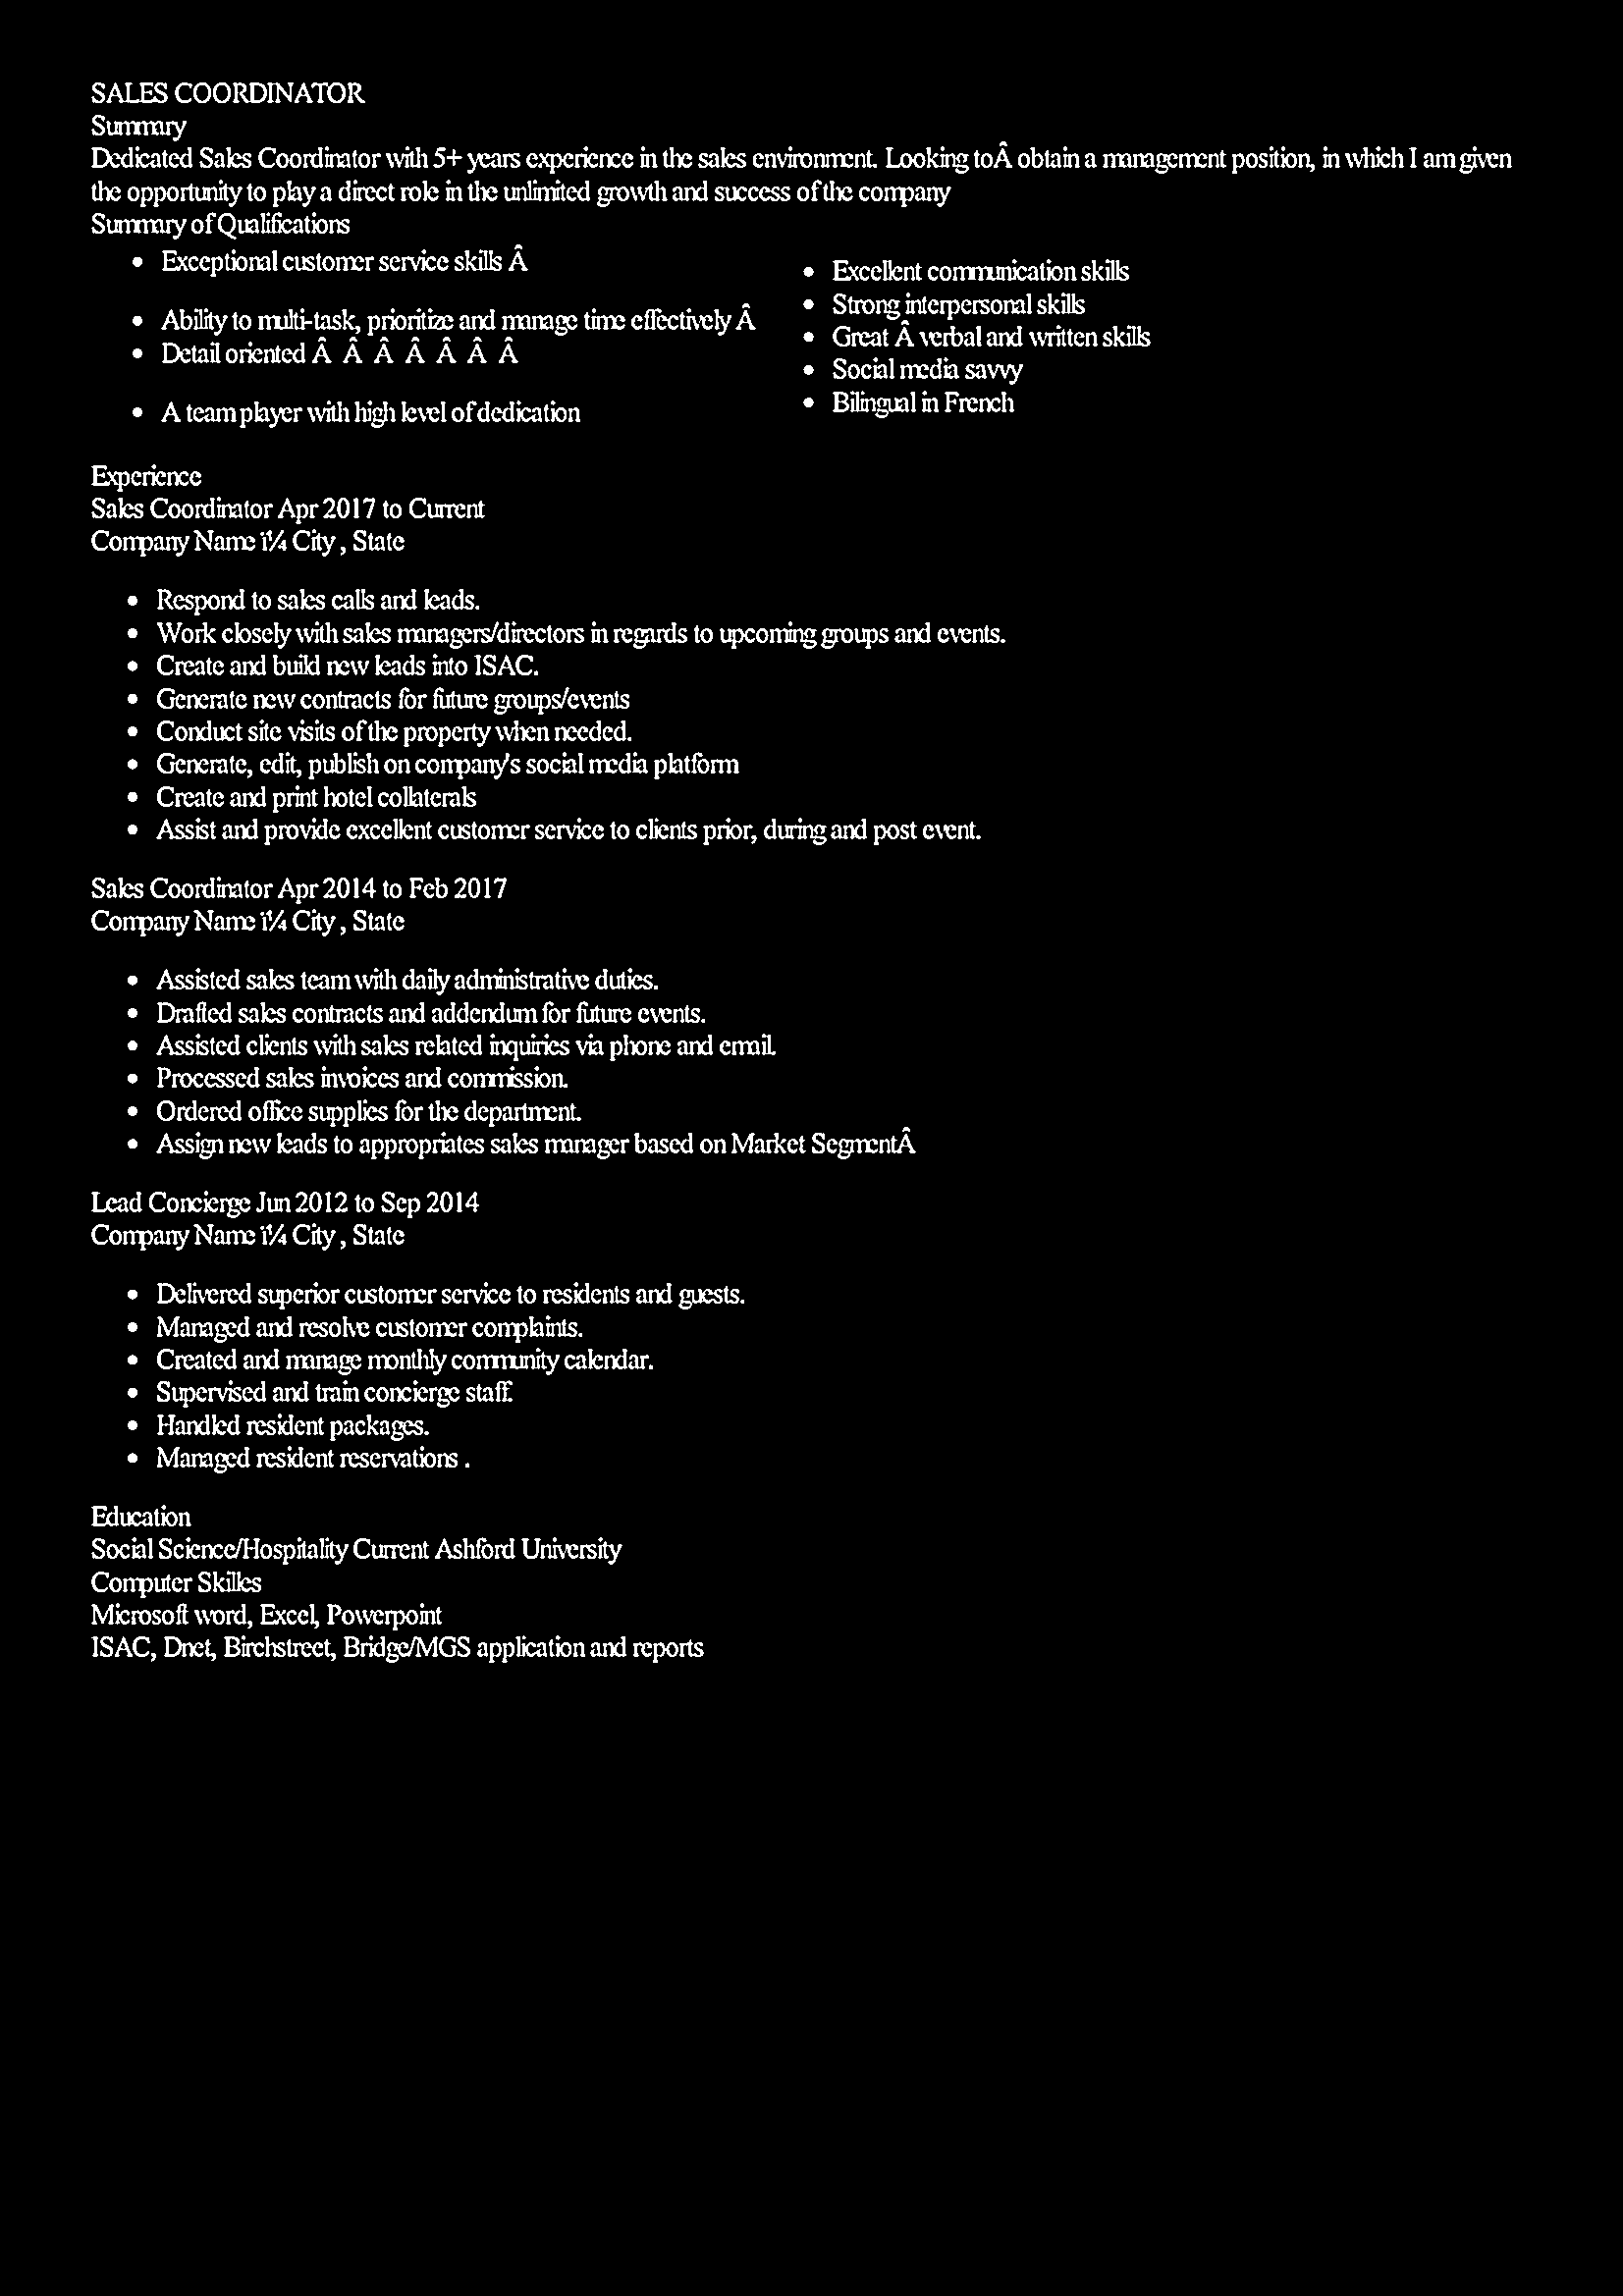 SALES COORDINATOR
Summary
Dedicated Sales Coordinator with 5+ years experience in the sales environment. Looking toÂ obtain a management position, in which I am given
the opportunity to play a direct role in the unlimited growth and success of the company
Summary of Qualifications
• Exceptional customer service skills Â
• Ability to multi-task, prioritize and manage time effectively Â
• Detail oriented Â Â Â Â Â Â Â
• A team player with high level of dedication
• Excellent communication skills
• Strong interpersonal skills
• Great Â verbal and written skills
• Social media savvy
• Bilingual in French
Experience
Sales Coordinator Apr 2017 to Current
Company Name ï¼ City , State
• Respond to sales calls and leads.
• Work closely with sales managers/directors in regards to upcoming groups and events.
• Create and build new leads into ISAC.
• Generate new contracts for future groups/events
• Conduct site visits of the property when needed.
• Generate, edit, publish on company's social media platform
• Create and print hotel collaterals
• Assist and provide excellent customer service to clients prior, during and post event.
Sales Coordinator Apr 2014 to Feb 2017
Company Name ï¼ City , State
• Assisted sales team with daily administrative duties.
• Drafted sales contracts and addendum for future events.
• Assisted clients with sales related inquiries via phone and email.
• Processed sales invoices and commission.
• Ordered office supplies for the department.
• Assign new leads to appropriates sales manager based on Market SegmentÂ
Lead Concierge Jun 2012 to Sep 2014
Company Name ï¼ City , State
• Delivered superior customer service to residents and guests.
• Managed and resolve customer complaints.
• Created and manage monthly community calendar.
• Supervised and train concierge staff.
• Handled resident packages.
• Managed resident reservations .
Education
Social Science/Hospitality Current Ashford University
Computer Skilles
Microsoft word, Excel, Powerpoint
ISAC, Dnet, Birchstreet, Bridge/MGS application and reports